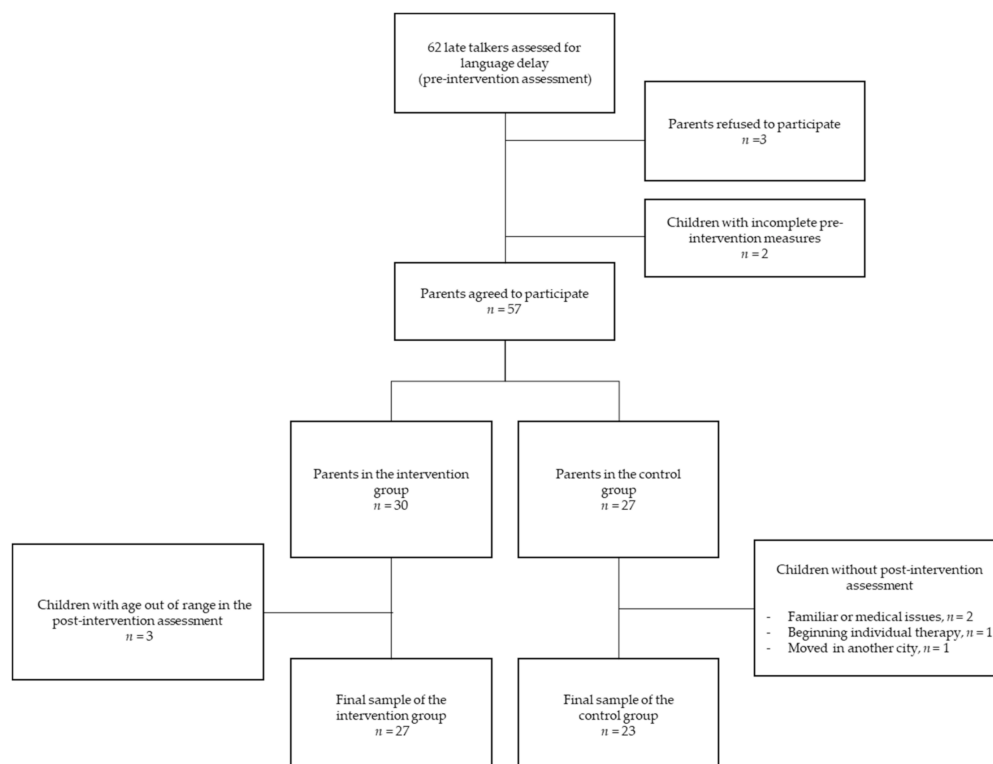 62 late talkers assessed for
language delay
(pre-intervention assessment)
Parents refused to participate
n =3
Children with incomplete pre-
intervention measures
n = 2
Parents agreed to participate
n = 57
Parents in the intervention
group
n = 30
Parents in the control
group
n = 27
Children with age out of range in the
post-intervention assessment
n = 3
Children without post-intervention
assessment
- Familiar or medical issues, n = 2
- Beginning individual therapy, n = 1
- Moved in another city, n = 1
Final sample of the
intervention group
n = 27
Final sample of the
control group
n = 23